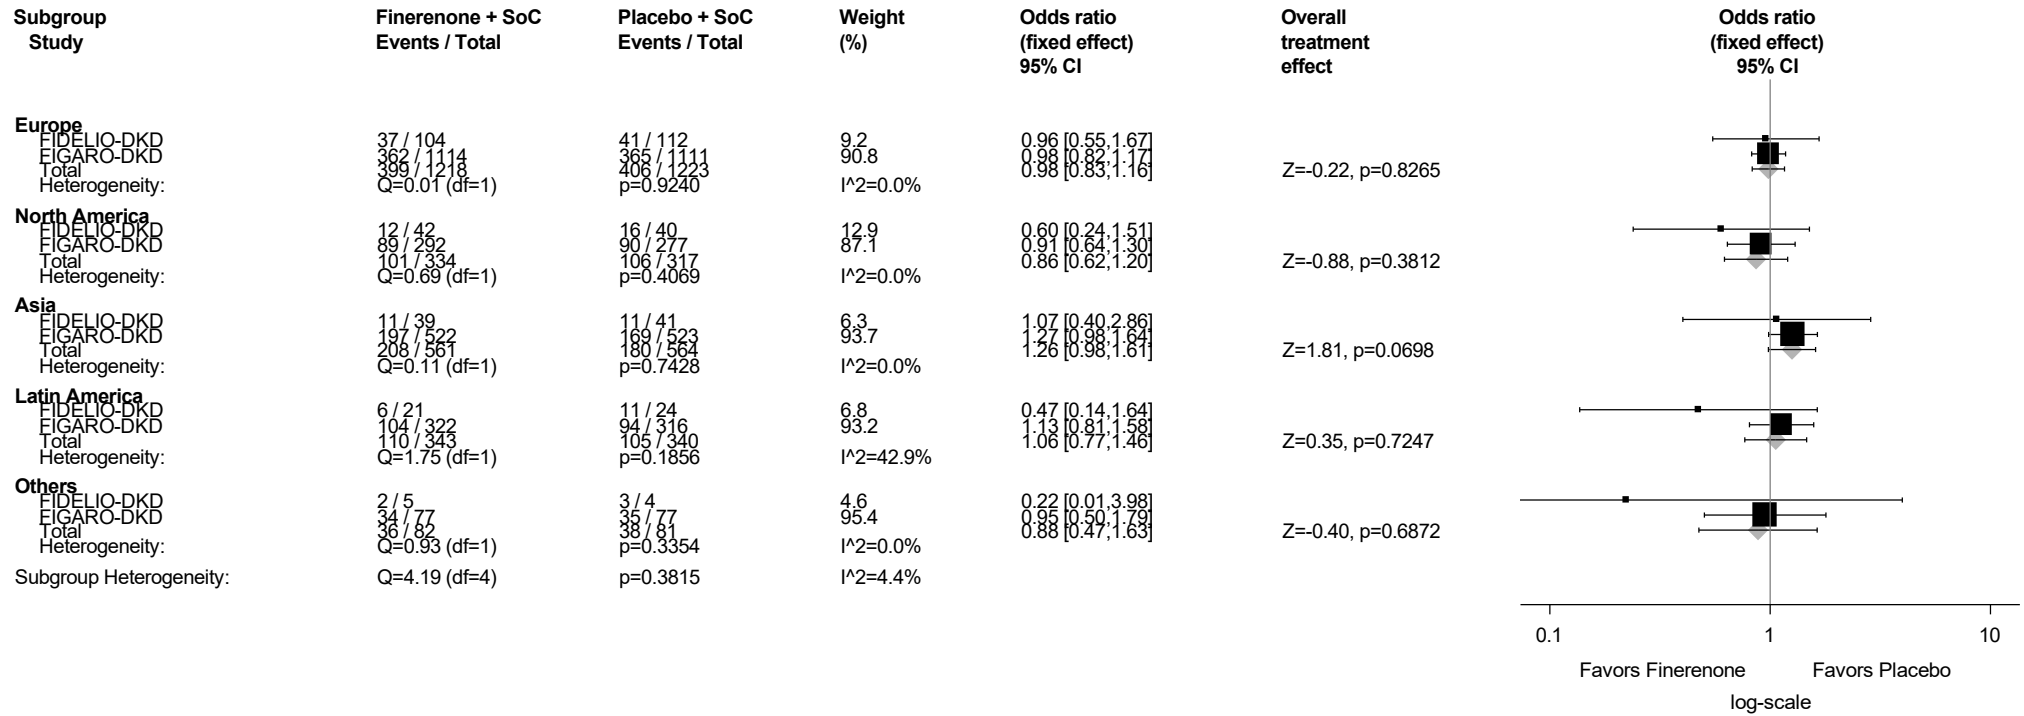 Subgroup Finerenone + SoC Placebo + SoC Weight Odds ratio Overall Odds ratio
Study Events / Total Events / Total (%) (fixed effect) treatment (fixed effect)
95% CI effect 95% CI
Europe
FIDELIO-DKD 37 / 104 41 / 112 9.2 0.96 [0.55,1.67]
FIGARO-DKD 362 / 1114 365 / 1111 90.8 0.98 [0.82,1.17]
Total 399 / 1218 406 / 1223 0.98 [0.83,1.16] Z=-0.22, p=0.8265
Heterogeneity: Q=0.01 (df=1) p=0.9240 I^2=0.0%
North America
FIDELIO-DKD 12 / 42 16 / 40 12.9 0.60 [0.24,1.51]
FIGARO-DKD 89 / 292 90 / 277 87.1 0.91 [0.64,1.30]
Total 101 / 334 106 / 317 0.86 [0.62,1.20] Z=-0.88, p=0.3812
Heterogeneity: Q=0.69 (df=1) p=0.4069 I^2=0.0%
Asia
FIDELIO-DKD 11 / 39 11 / 41 6.3 1.07 [0.40,2.86]
FIGARO-DKD 197 / 522 169 / 523 93.7 1.27 [0.98,1.64]
Total 208 / 561 180 / 564 1.26 [0.98,1.61] Z=1.81, p=0.0698
Heterogeneity: Q=0.11 (df=1) p=0.7428 I^2=0.0%
Latin America
FIDELIO-DKD 6 / 21 11 / 24 6.8 0.47 [0.14,1.64]
FIGARO-DKD 104 / 322 94 / 316 93.2 1.13 [0.81,1.58]
Total 110 / 343 105 / 340 1.06 [0.77,1.46] Z=0.35, p=0.7247
Heterogeneity: Q=1.75 (df=1) p=0.1856 I^2=42.9%
Others
FIDELIO-DKD 2 / 5 3 / 4 4.6 0.22 [0.01,3.98]
FIGARO-DKD 34 / 77 35 / 77 95.4 0.95 [0.50,1.79]
Total 36 / 82 38 / 81 0.88 [0.47,1.63] Z=-0.40, p=0.6872
Heterogeneity: Q=0.93 (df=1) p=0.3354 I^2=0.0%
Subgroup Heterogeneity: Q=4.19 (df=4) p=0.3815 I^2=4.4%
0.1 1 10
Favors Finerenone Favors Placebo
log-scale